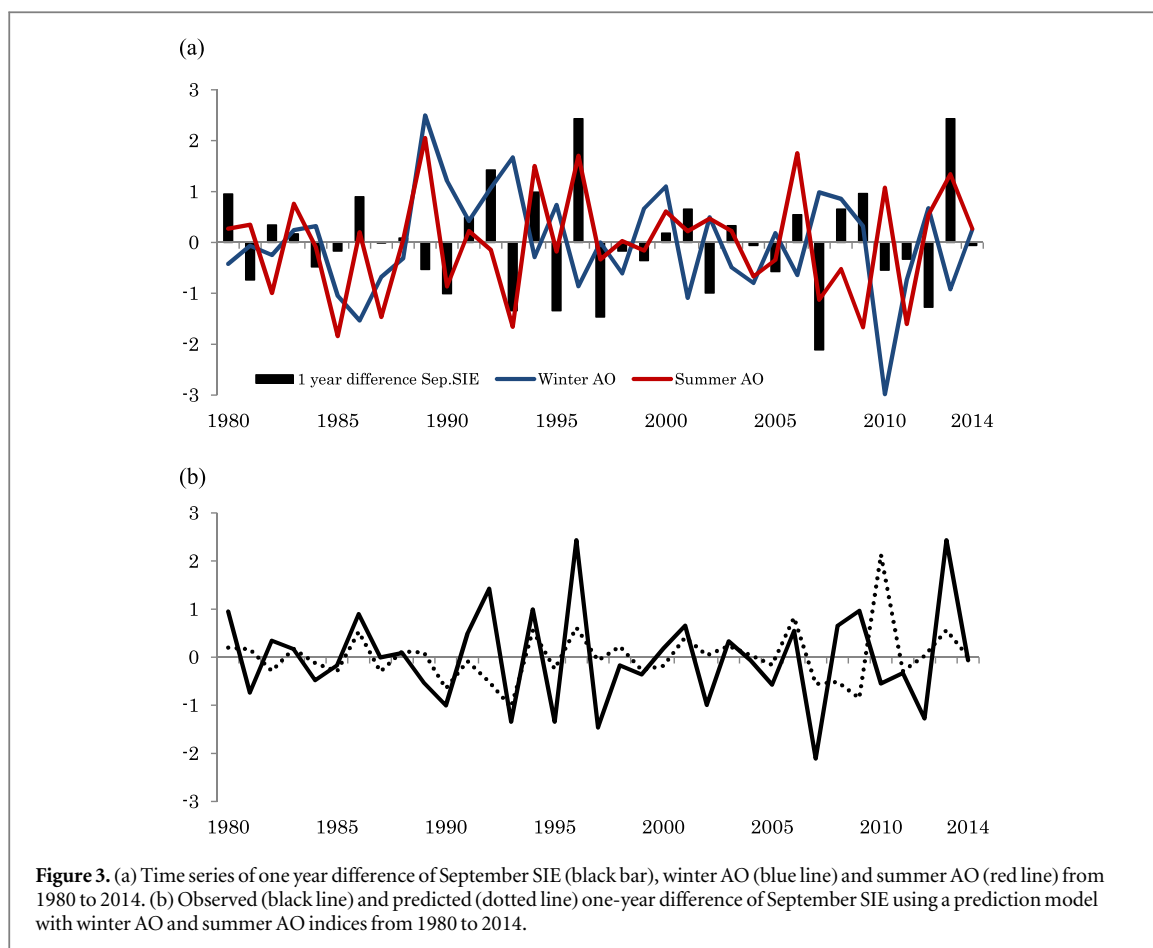 (a)
3
2
1
0
-1
-2
-3
1 year difference Sep.SIE Winter AO Summer AO
1980 1985 1990 1995 2000 2005 2010 2014
(b)
3
2
1
0
-1
-2
-3
1980 1985 1990 1995 2000 2005 2010 2014
Figure 3. (a) Time series of one year difference of September SIE (black bar), winter AO (blue line) and summer AO (red line) from
1980 to 2014. (b) Observed (black line) and predicted (dotted line) one-year difference of September SIE using a prediction model
with winter AO and summer AO indices from 1980 to 2014.